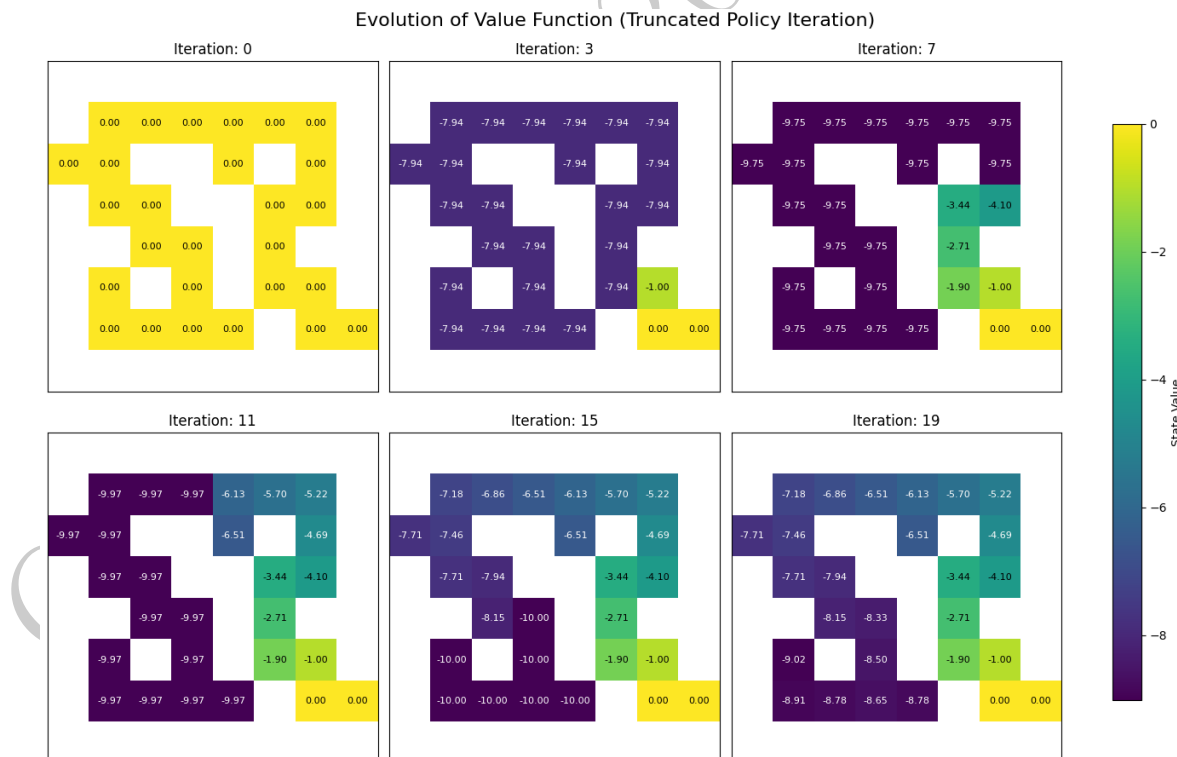 Evolution of Value Function (Truncated Policy Iteration)
Iteration: 0
0.00 0.00 0.00 0.00 0.00 0.00
0.00 0.00 0.00 0.00
0.00 0.00 0.00 0.00
0.00 0.00 0.00
0.00 0.00 0.00 0.00
0.00 0.00 0.00 0.00 0.00 0.00
Iteration: 3
-7.94 -7.94 -7.94 -7.94 -7.94 -7.94
-7.94 -7.94 -7.94 -7.94
-7.94 -7.94 -7.94 -7.94
-7.94 -7.94 -7.94
-7.94 -7.94 -7.94 -1.00
-7.94 -7.94 -7.94 -7.94 0.00 0.00
Iteration: 7
-9.75 -9.75 -9.75 -9.75 -9.75 -9.75
-9.75 -9.75 -9.75 -9.75
-9.75 -9.75 -3.44 -4.10
-9.75 -9.75 -2.71
-9.75 -9.75 -1.90 -1.00
-9.75 -9.75 -9.75 -9.75 0.00 0.00
Iteration: 11
-9.97 -9.97 -9.97 -6.13 -5.70 -5.22
-9.97 -9.97 -6.51 -4.69
-9.97 -9.97 -3.44 -4.10
-9.97 -9.97 -2.71
-9.97 -9.97 -1.90 -1.00
-9.97 -9.97 -9.97 -9.97 0.00 0.00
Iteration: 15
-7.18 -6.86 -6.51 -6.13 -5.70 -5.22
-7.71 -7.46 -6.51 -4.69
-7.71 -7.94 -3.44 -4.10
-8.15 -10.00 -2.71
-10.00 -10.00 -1.90 -1.00
-10.00 -10.00 -10.00 -10.00 0.00 0.00
Iteration: 19
-7.18 -6.86 -6.51 -6.13 -5.70 -5.22
-7.71 -7.46 -6.51 -4.69
-7.71 -7.94 -3.44 -4.10
-8.15 -8.33 -2.71
-9.02 -8.50 -1.90 -1.00
-8.91 -8.78 -8.65 -8.78 0.00 0.00
0
−2
−4
−6
−8
State Value